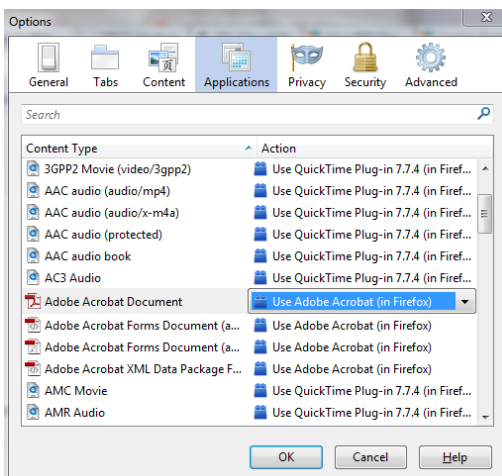 Options
General Tabs Content Applications Privacy Security Advanced
Search
Content Type Action
3GPP2 Movie (video/3gpp2) Use QuickTime Plug-in 7.7.4 (in Firef...
AAC audio (audio/mp4) Use QuickTime Plug-in 7.7.4 (in Firef...
AAC audio (audio/x-m4a) Use QuickTime Plug-in 7.7.4 (in Firef...
AAC audio (protected) Use QuickTime Plug-in 7.7.4 (in Firef...
AAC audio book Use QuickTime Plug-in 7.7.4 (in Firef...
AC3 Audio Use QuickTime Plug-in 7.7.4 (in Firef...
Adobe Acrobat Document Use Adobe Acrobat (in Firefox)
Adobe Acrobat Forms Document (a... Use Adobe Acrobat (in Firefox)
Adobe Acrobat Forms Document (a... Use Adobe Acrobat (in Firefox)
Adobe Acrobat XML Data Package F... Use Adobe Acrobat (in Firefox)
AMC Movie Use QuickTime Plug-in 7.7.4 (in Firef...
AMR Audio Use QuickTime Plug-in 7.7.4 (in Firef...
OK Cancel Help